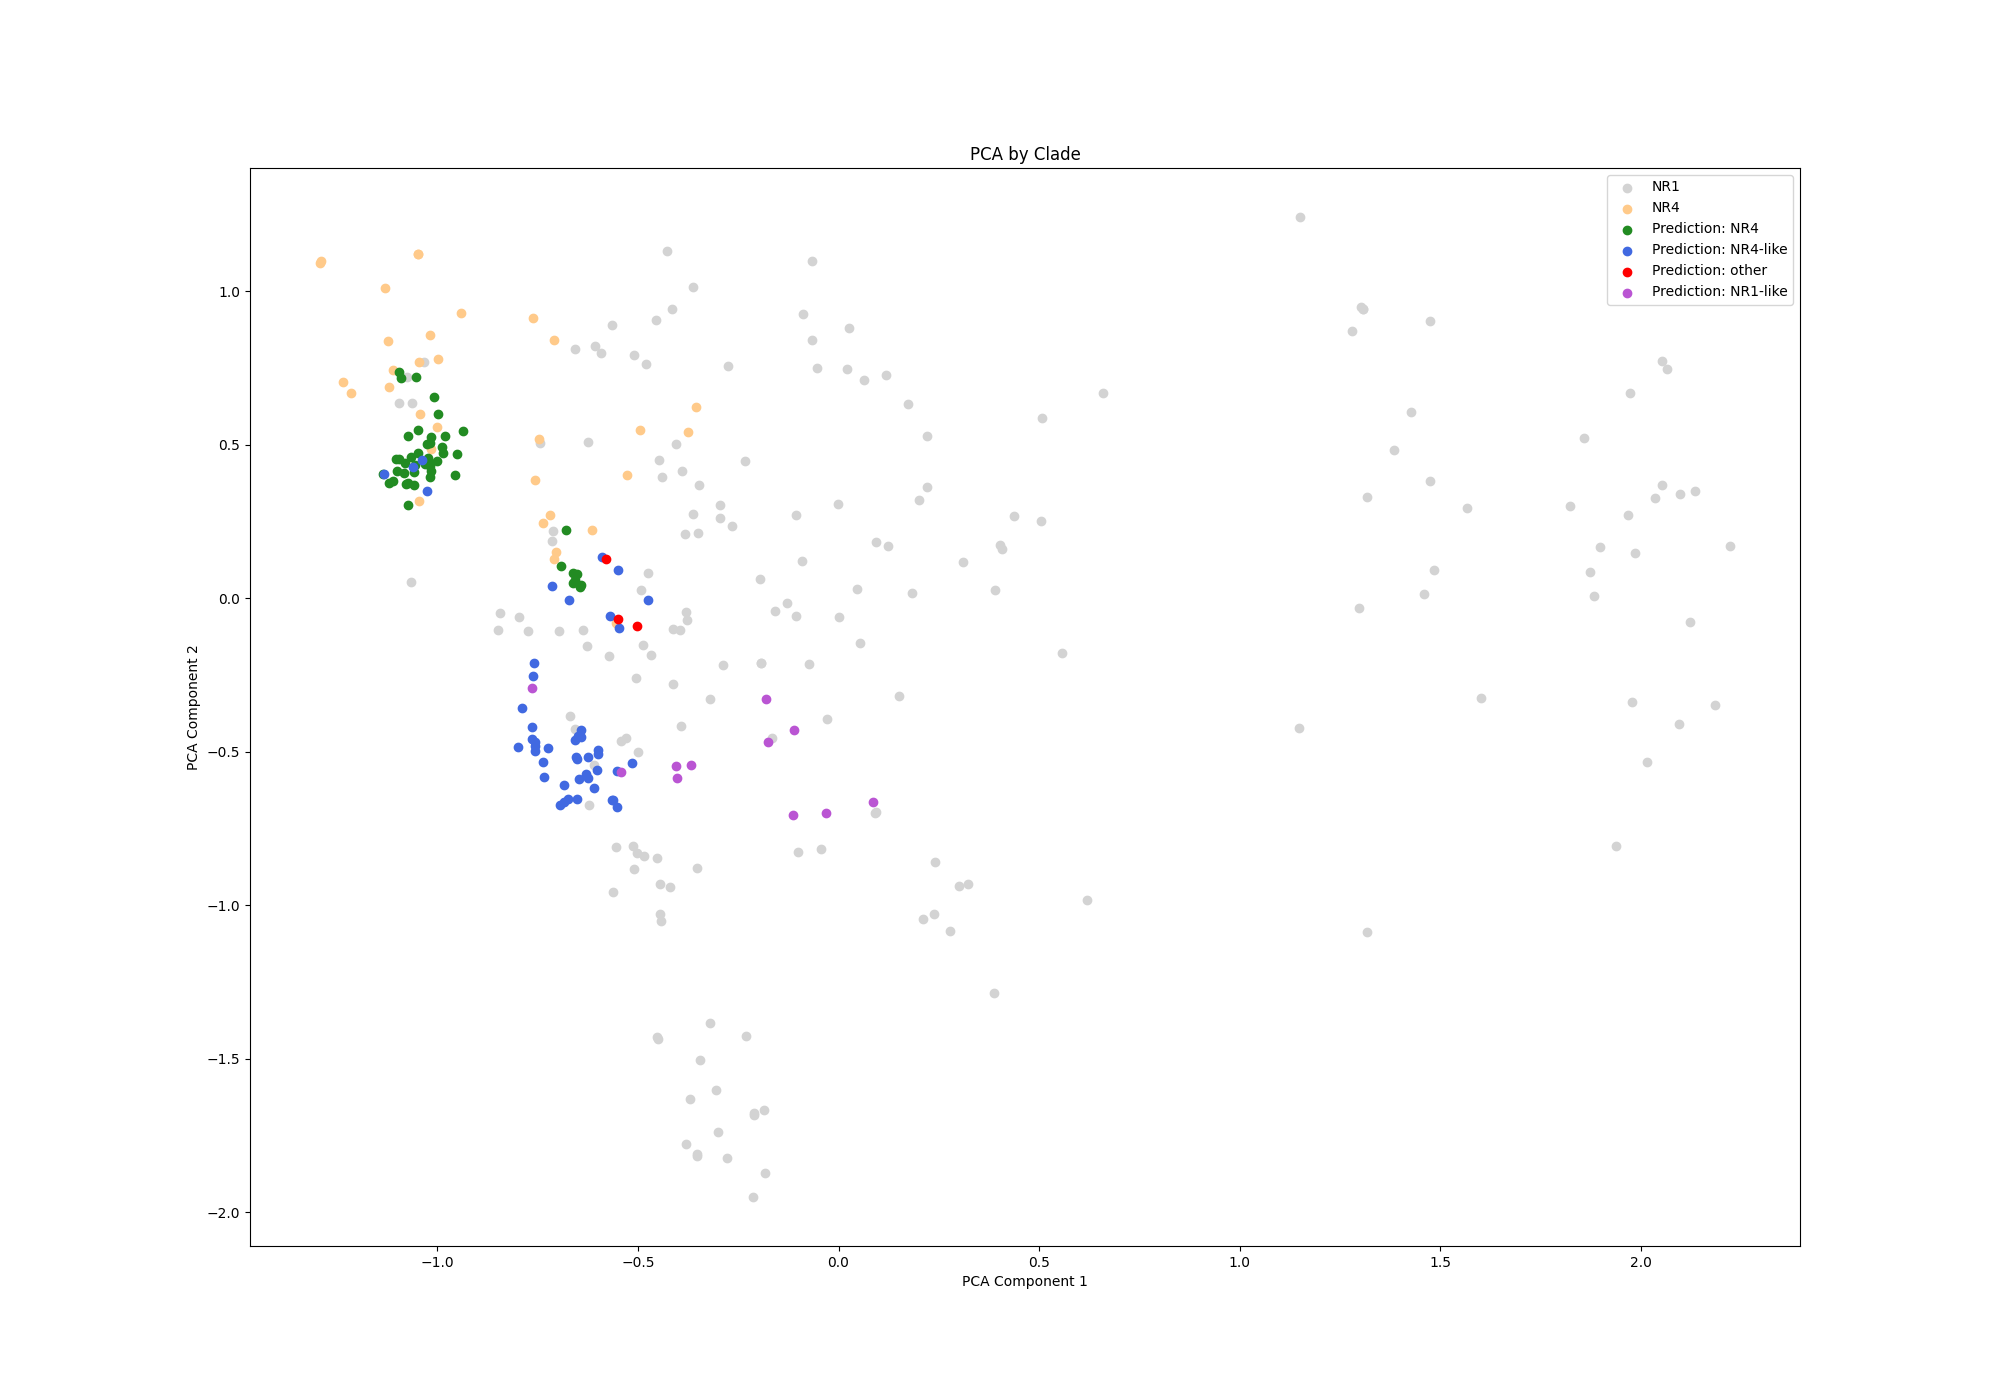 PCA by Clade
NR1
NR4
Prediction: NR4
Prediction: NR4-like
Prediction: other
Prediction: NR1-like
PCA Component 2
1.0
0.5
0.0
−0.5
−1.0
−1.5
−2.0
−1.0
−0.5
0.0
0.5
1.0
1.5
2.0
PCA Component 1